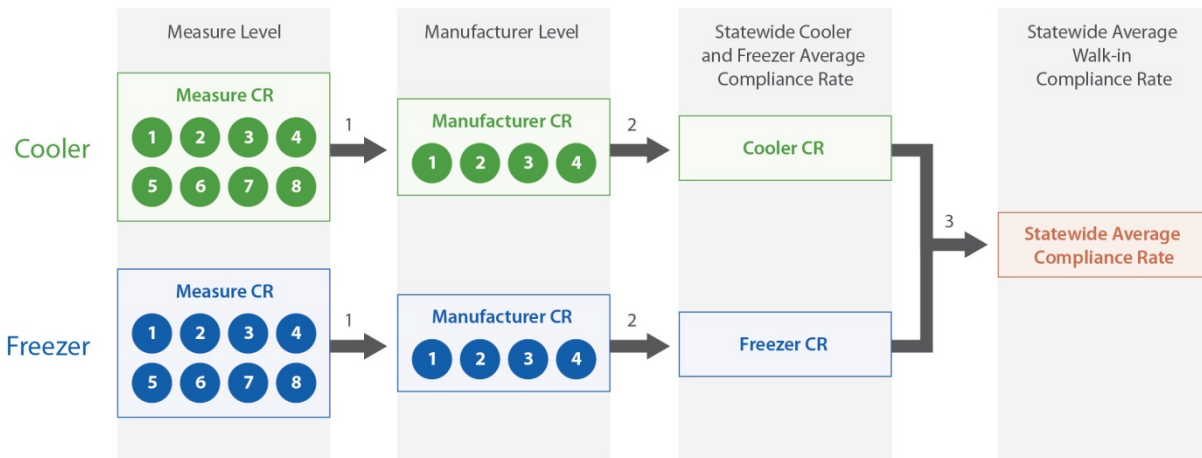 Measure Level
Manufacturer Level
Statewide Cooler
and Freezer Average
Compliance Rate
Statewide Average
Walk-in
Compliance Rate
Cooler
Measure CR
1 2 3 4
5 6 7 8
1
Manufacturer CR
1 2 3 4
2
Cooler CR
3
Statewide Average
Compliance Rate
Freezer
Measure CR
1 2 3 4
5 6 7 8
1
Manufacturer CR
1 2 3 4
2
Freezer CR